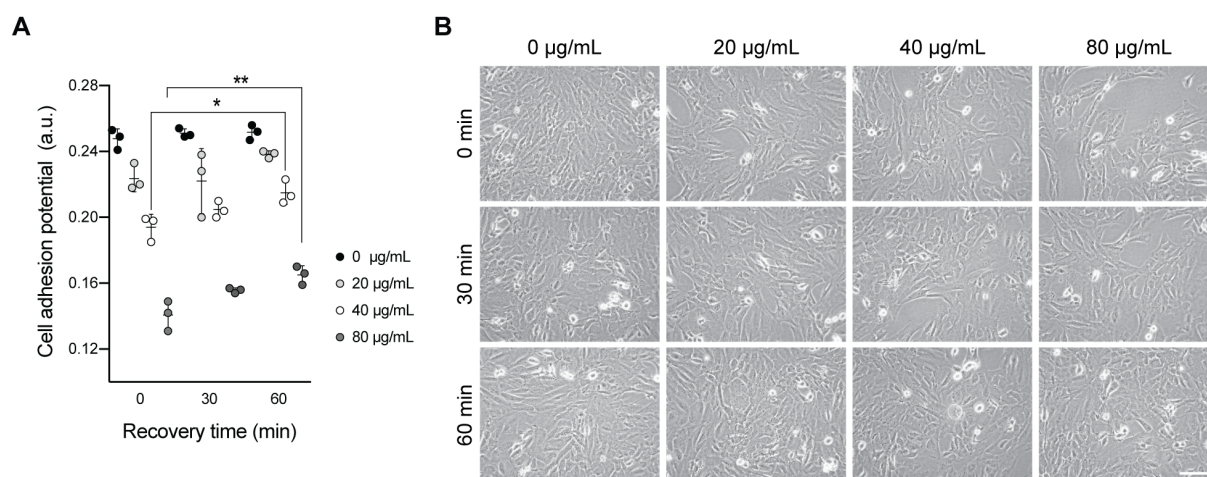 A
Cell adhesion potential (a.u.)
0.28
0.24
0.20
0.16
0.12
**
*
0 30 60
Recovery time (min)
0 µg/mL
20 µg/mL
40 µg/mL
80 µg/mL
B
0 µg/mL 20 µg/mL 40 µg/mL 80 µg/mL
0 min
30 min
60 min